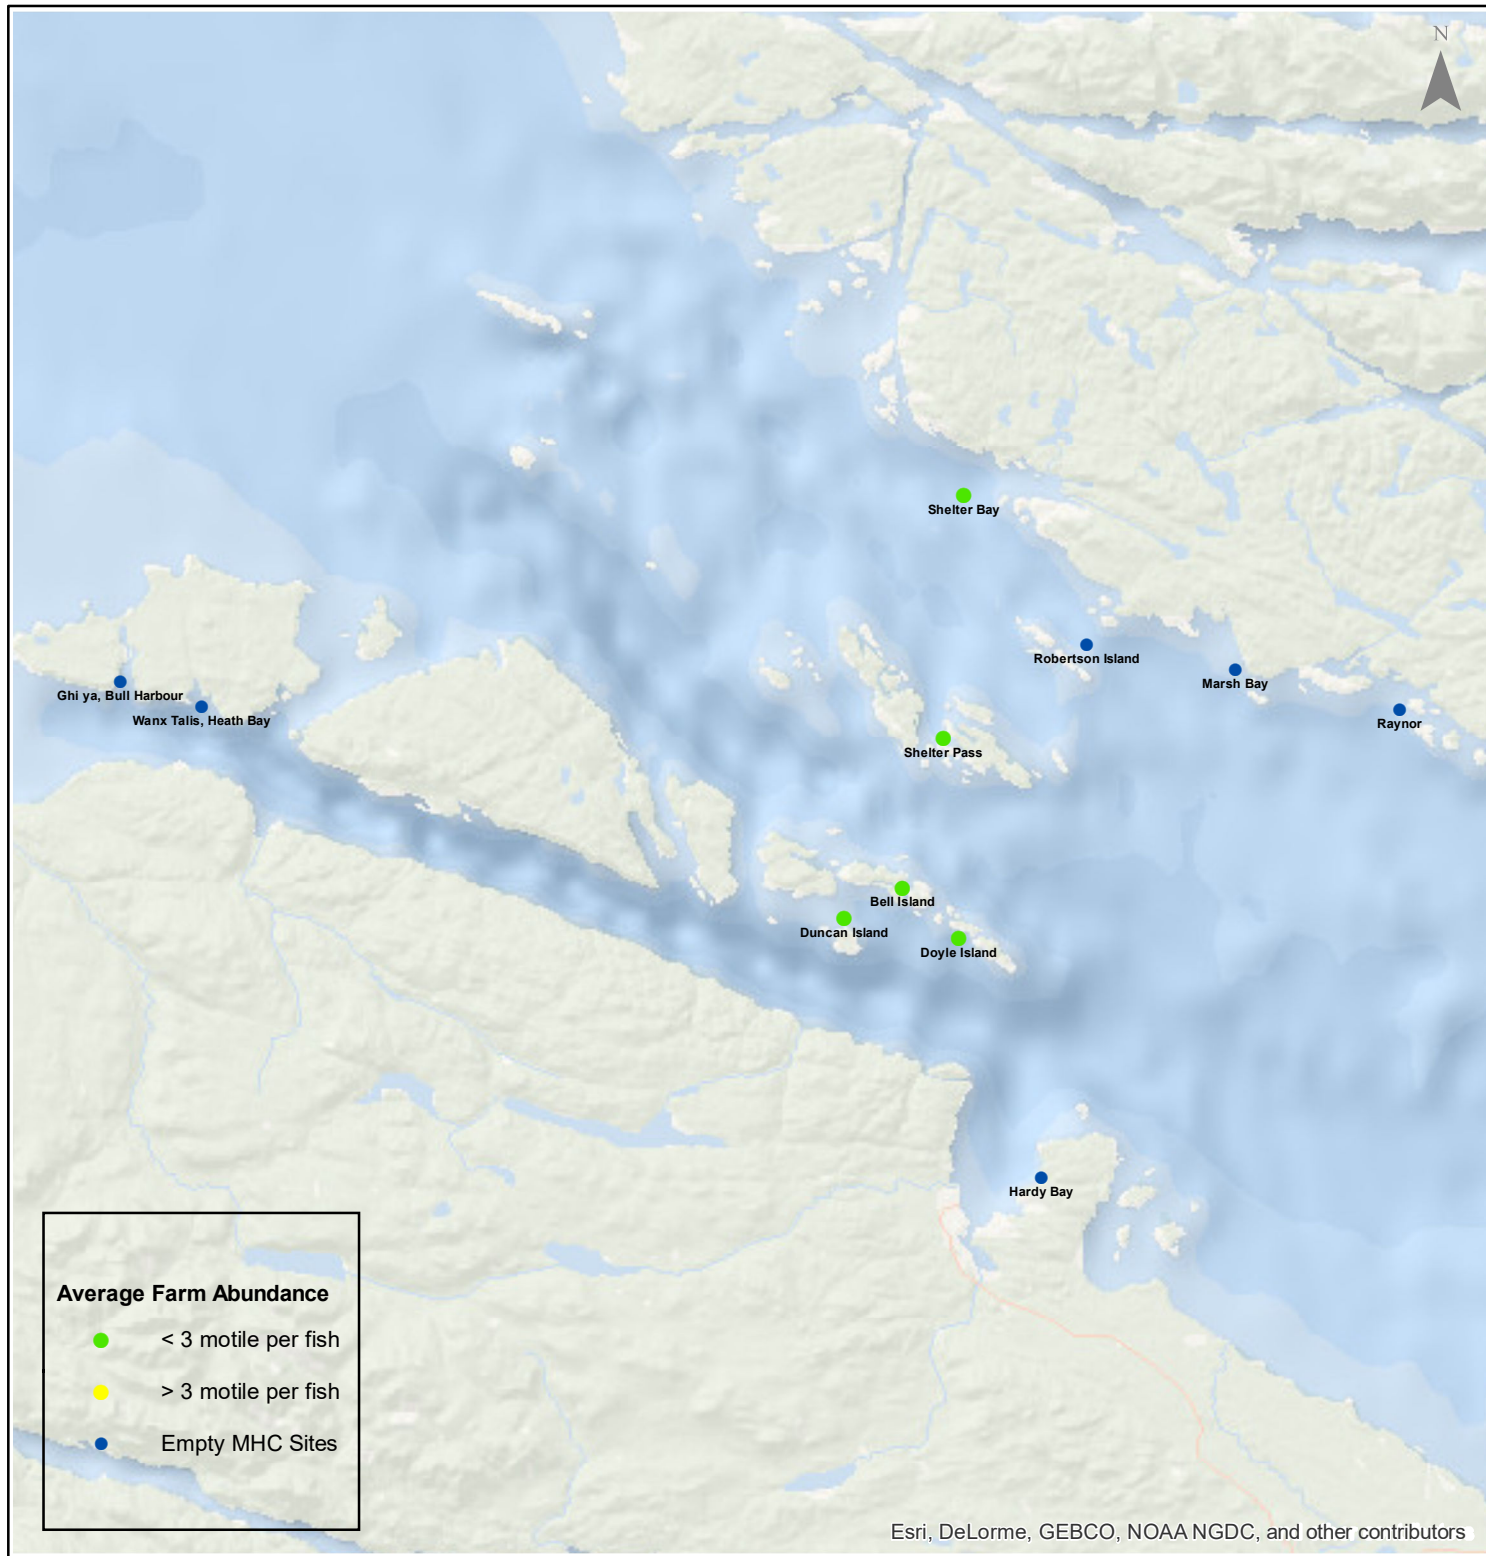 N
Shelter Bay
Robertson Island
Marsh Bay
Ghi ya, Bull Harbour
Wanx Talis, Heath Bay
Raynor
Shelter Pass
Bell Island
Duncan Island
Doyle Island
Hardy Bay
Average Farm Abundance
< 3 motile per fish
> 3 motile per fish
Empty MHC Sites
Esri, DeLorme, GEBCO, NOAA NGDC, and other contributors